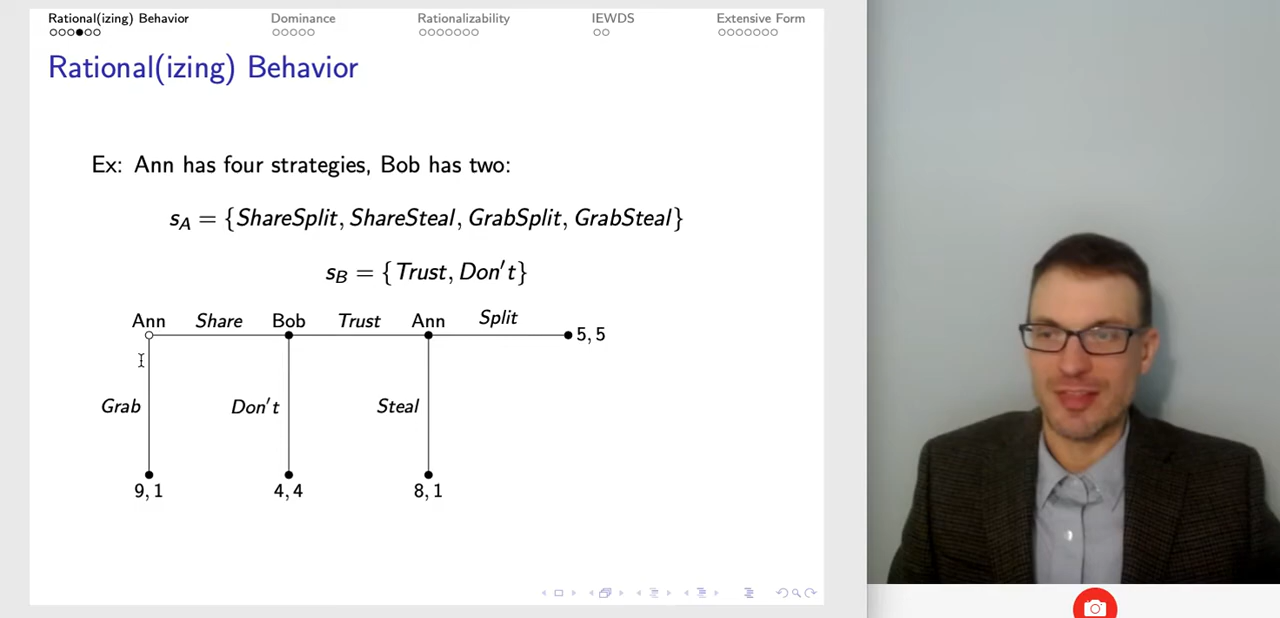 Rational(izing) Behavior Dominance Rationalizability IEWDS Extensive Form
Rational(izing) Behavior
Ex: Ann has four strategies, Bob has two:
s_A = {ShareSplit, ShareSteal, GrabSplit, GrabSteal}
s_B = {Trust, Don't}
Ann Share Bob Trust Ann Split
5, 5
Grab Don't Steal
9, 1 4, 4 8, 1